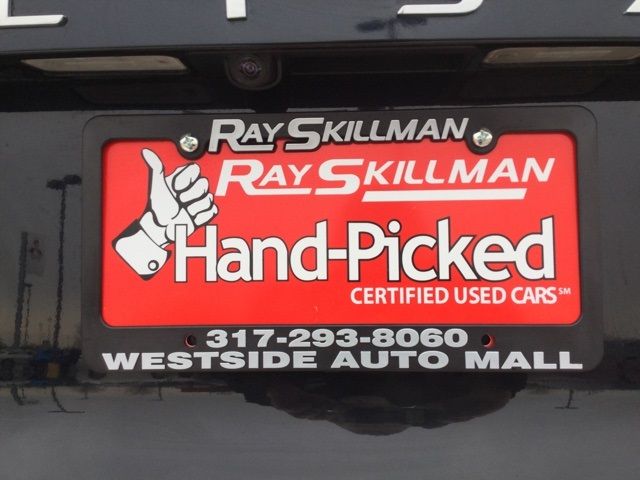 RAY SKILLMAN
RAY SKILLMAN
Hand-Picked
CERTIFIED USED CARS℠
317-293-8060
WESTSIDE AUTO MALL